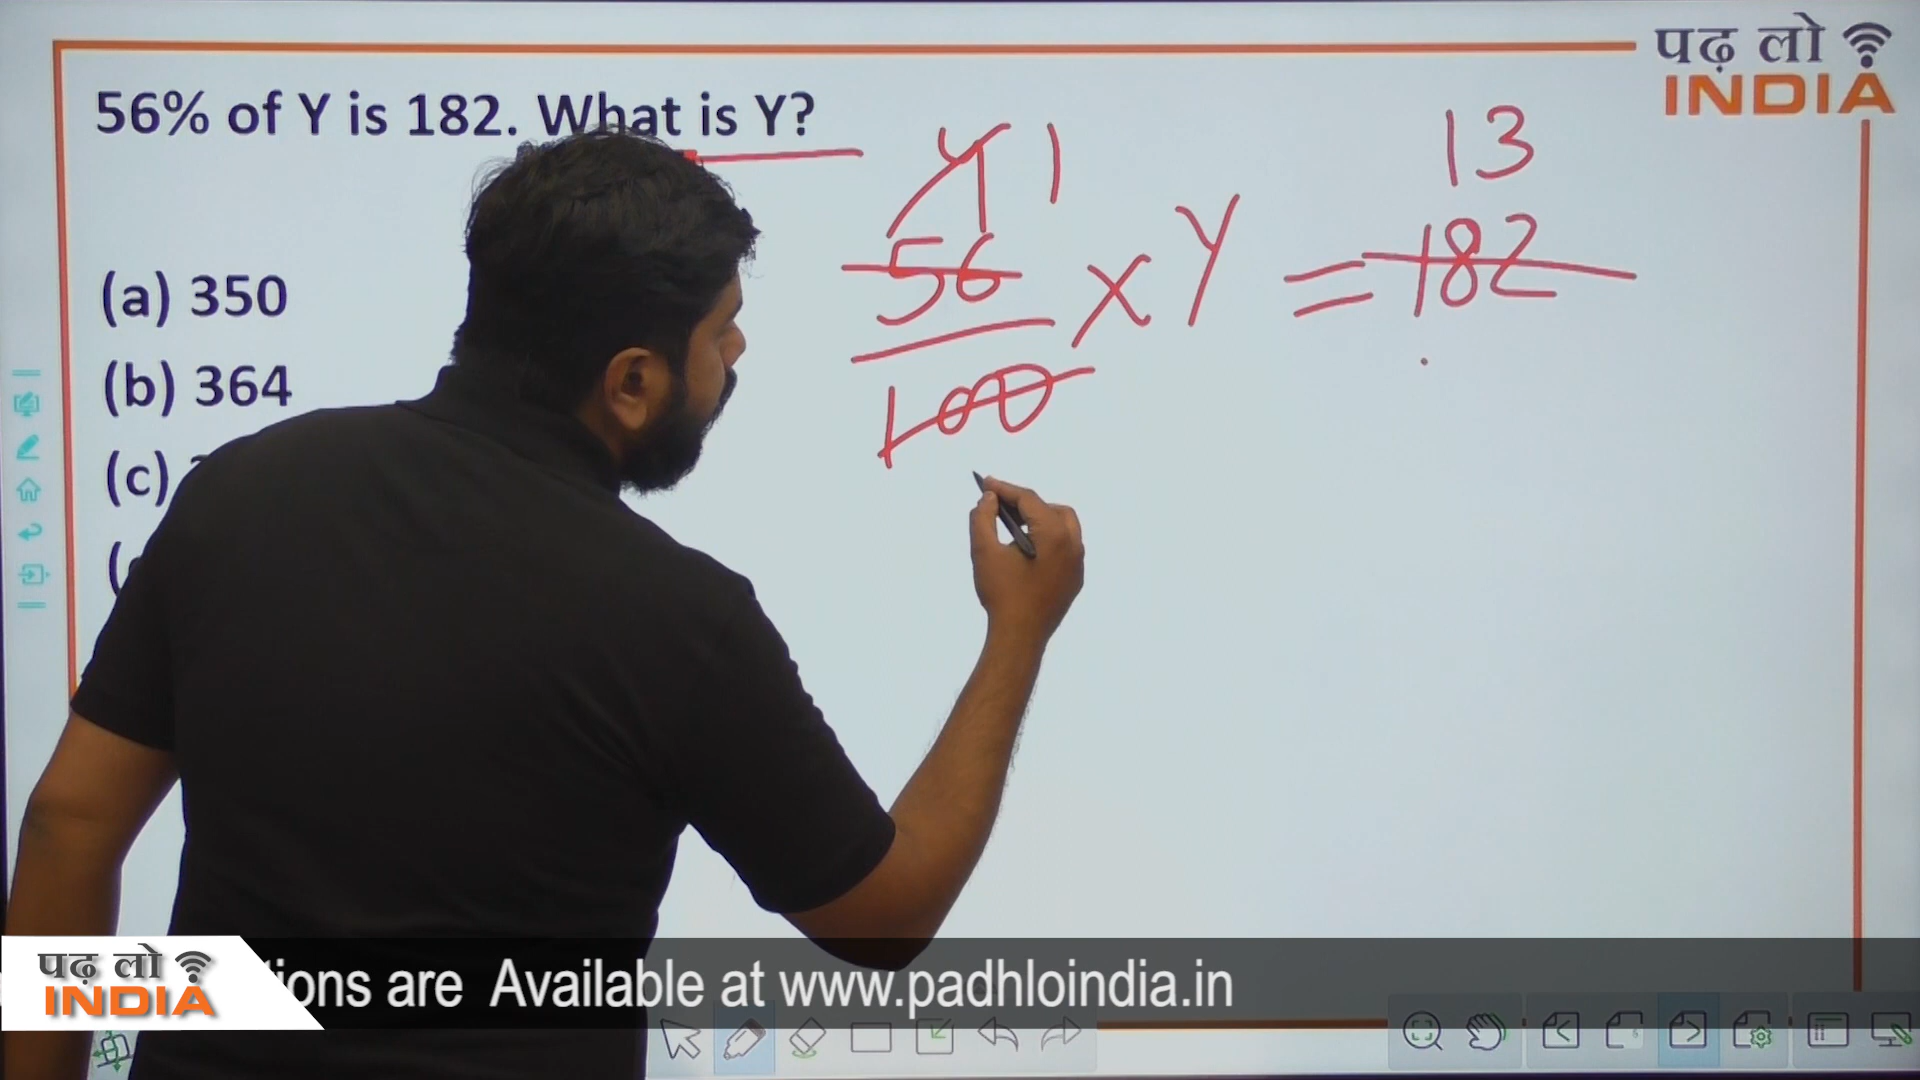 पढ़ लो
INDIA
56% of Y is 182. What is Y?
(a) 350
(b) 364
(c)
4 1
56
100
X Y =
13
182
पढ़ लो
INDIA
tions are Available at www.padhloindia.in